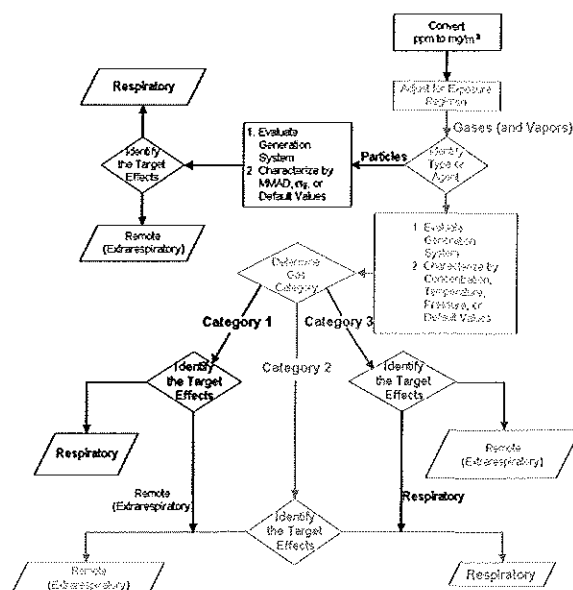 Convert
ppm to mg/m³
Adjust for Exposure
Regimen
Gases (and Vapors)
Identify
Type of
Agent
Particles
1. Evaluate
Generation
System
2 Characterize by
MMAD, σg, or
Default Values
Identify
the Target
Effects
Respiratory
Remote
(Extrarespiratory)
1. Evaluate
Generation
System
2. Characterize by
Concentration,
Temperature,
Pressure, or
Default Values
Determine
Gas
Category
Category 1
Category 3
Category 2
Identify
the Target
Effects
Identify
the Target
Effects
Respiratory
Remote
(Extrarespiratory)
Remote
(Extrarespiratory)
Respiratory
Identify
the Target
Effects
Remote
(Extrarespiratory)
Respiratory